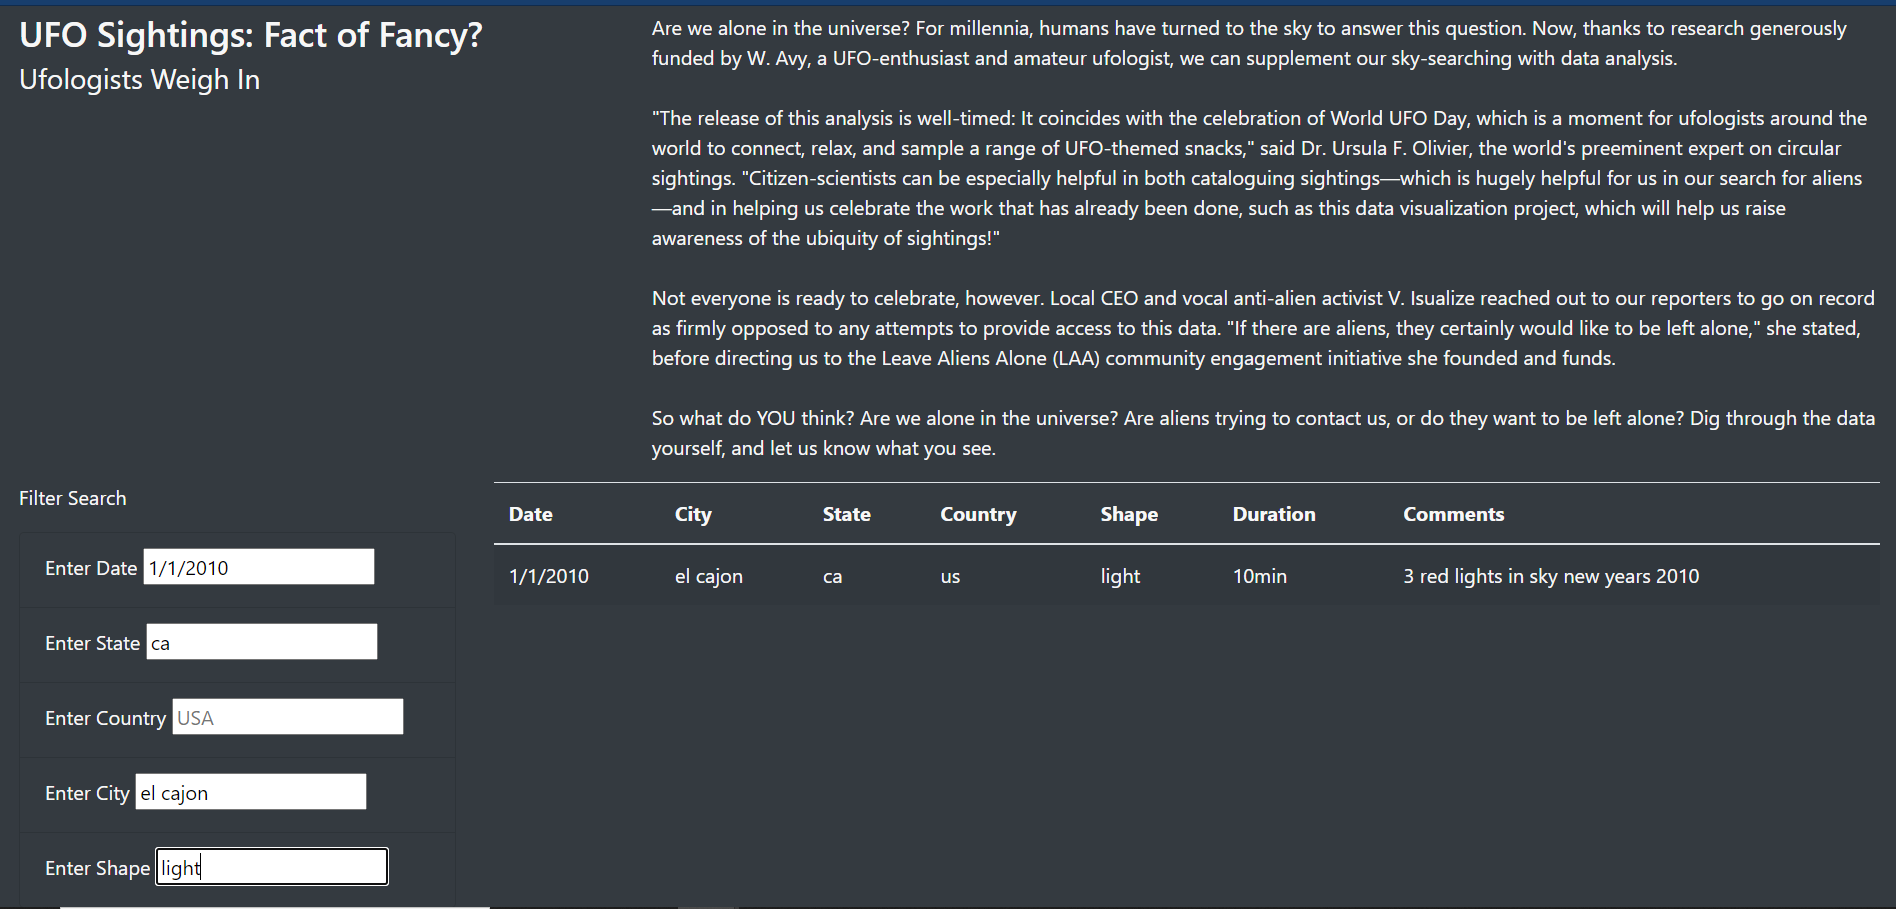 UFO Sightings: Fact of Fancy?
Ufologists Weigh In
Are we alone in the universe? For millennia, humans have turned to the sky to answer this question. Now, thanks to research generously
funded by W. Avy, a UFO-enthusiast and amateur ufologist, we can supplement our sky-searching with data analysis.
"The release of this analysis is well-timed: It coincides with the celebration of World UFO Day, which is a moment for ufologists around the
world to connect, relax, and sample a range of UFO-themed snacks," said Dr. Ursula F. Olivier, the world's preeminent expert on circular
sightings. "Citizen-scientists can be especially helpful in both cataloguing sightings—which is hugely helpful for us in our search for aliens
—and in helping us celebrate the work that has already been done, such as this data visualization project, which will help us raise
awareness of the ubiquity of sightings!"
Not everyone is ready to celebrate, however. Local CEO and vocal anti-alien activist V. Isualize reached out to our reporters to go on record
as firmly opposed to any attempts to provide access to this data. "If there are aliens, they certainly would like to be left alone," she stated,
before directing us to the Leave Aliens Alone (LAA) community engagement initiative she founded and funds.
So what do YOU think? Are we alone in the universe? Are aliens trying to contact us, or do they want to be left alone? Dig through the data
yourself, and let us know what you see.
Filter Search
Enter Date 1/1/2010
Enter State ca
Enter Country USA
Enter City el cajon
Enter Shape light
Date City State Country Shape Duration Comments
1/1/2010 el cajon ca us light 10min 3 red lights in sky new years 2010